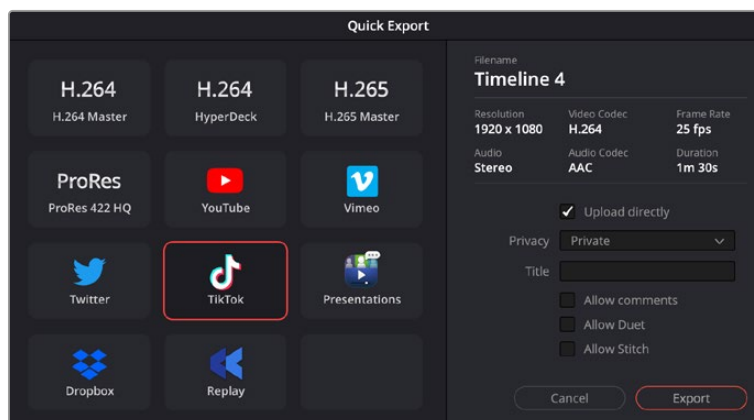 Quick Export
H.264
H.264 Master
H.264
HyperDeck
H.265
H.265 Master
ProRes
ProRes 422 HQ
YouTube
Vimeo
Twitter
TikTok
Presentations
Dropbox
Replay
Filename
Timeline 4
Resolution
1920 x 1080
Video Codec
H.264
Frame Rate
25 fps
Audio
Stereo
Audio Codec
AAC
Duration
1m 30s
Upload directly
Privacy Private
Title
Allow comments
Allow Duet
Allow Stitch
Cancel Export